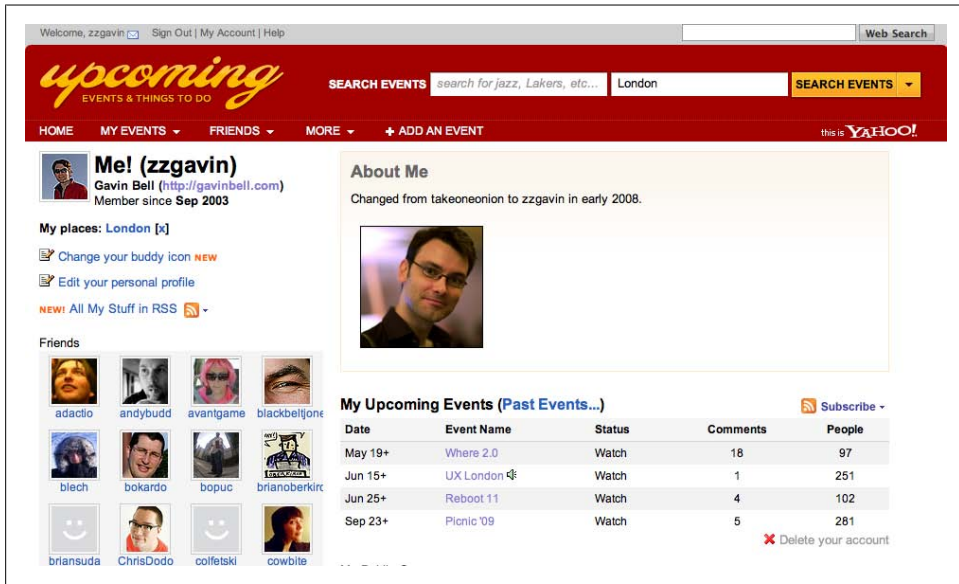 Welcome, zzgavin Sign Out | My Account | Help
Web Search
upcoming
EVENTS & THINGS TO DO
SEARCH EVENTS search for jazz, Lakers, etc... London SEARCH EVENTS
HOME MY EVENTS FRIENDS MORE + ADD AN EVENT
this is YAHOO!
Me! (zzgavin)
Gavin Bell (http://gavinbell.com)
Member since Sep 2003
My places: London [x]
Change your buddy icon NEW
Edit your personal profile
NEW! All My Stuff in RSS
Friends
adactio andybudd avantgame blackbeltjone
blech bokardo bopuc brianoberkirc
briansuda ChrisDodo colfetski cowbite
About Me
Changed from takeoneonion to zzgavin in early 2008.
My Upcoming Events (Past Events...)
Subscribe
Date Event Name Status Comments People
May 19+ Where 2.0 Watch 18 97
Jun 15+ UX London Watch 1 251
Jun 25+ Reboot 11 Watch 4 102
Sep 23+ Picnic '09 Watch 5 281
Delete your account